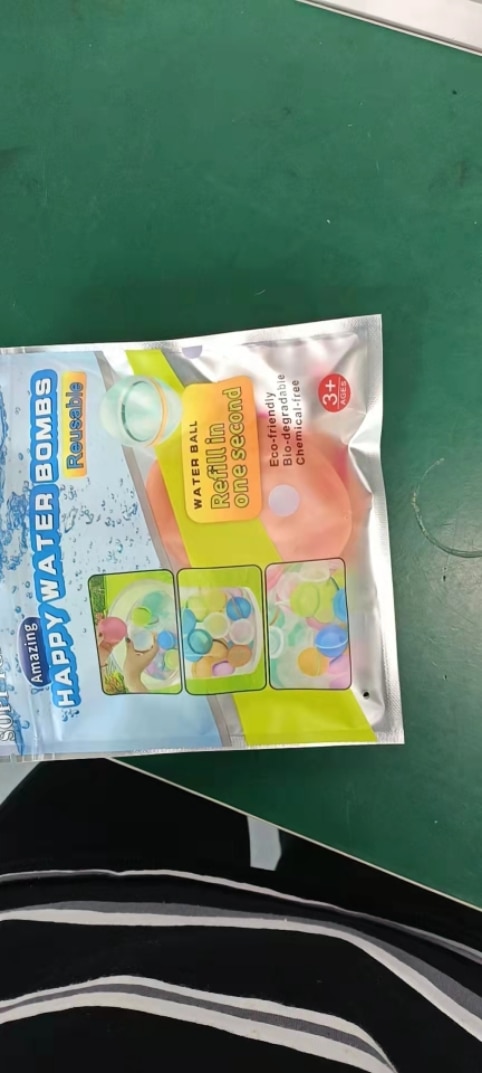 Amazing
HAPPY WATER BOMBS
Reusable
WATER BALL
Refill in
one second
Eco-friendly
Bio-degradable
Chemical-free
3+
AGES